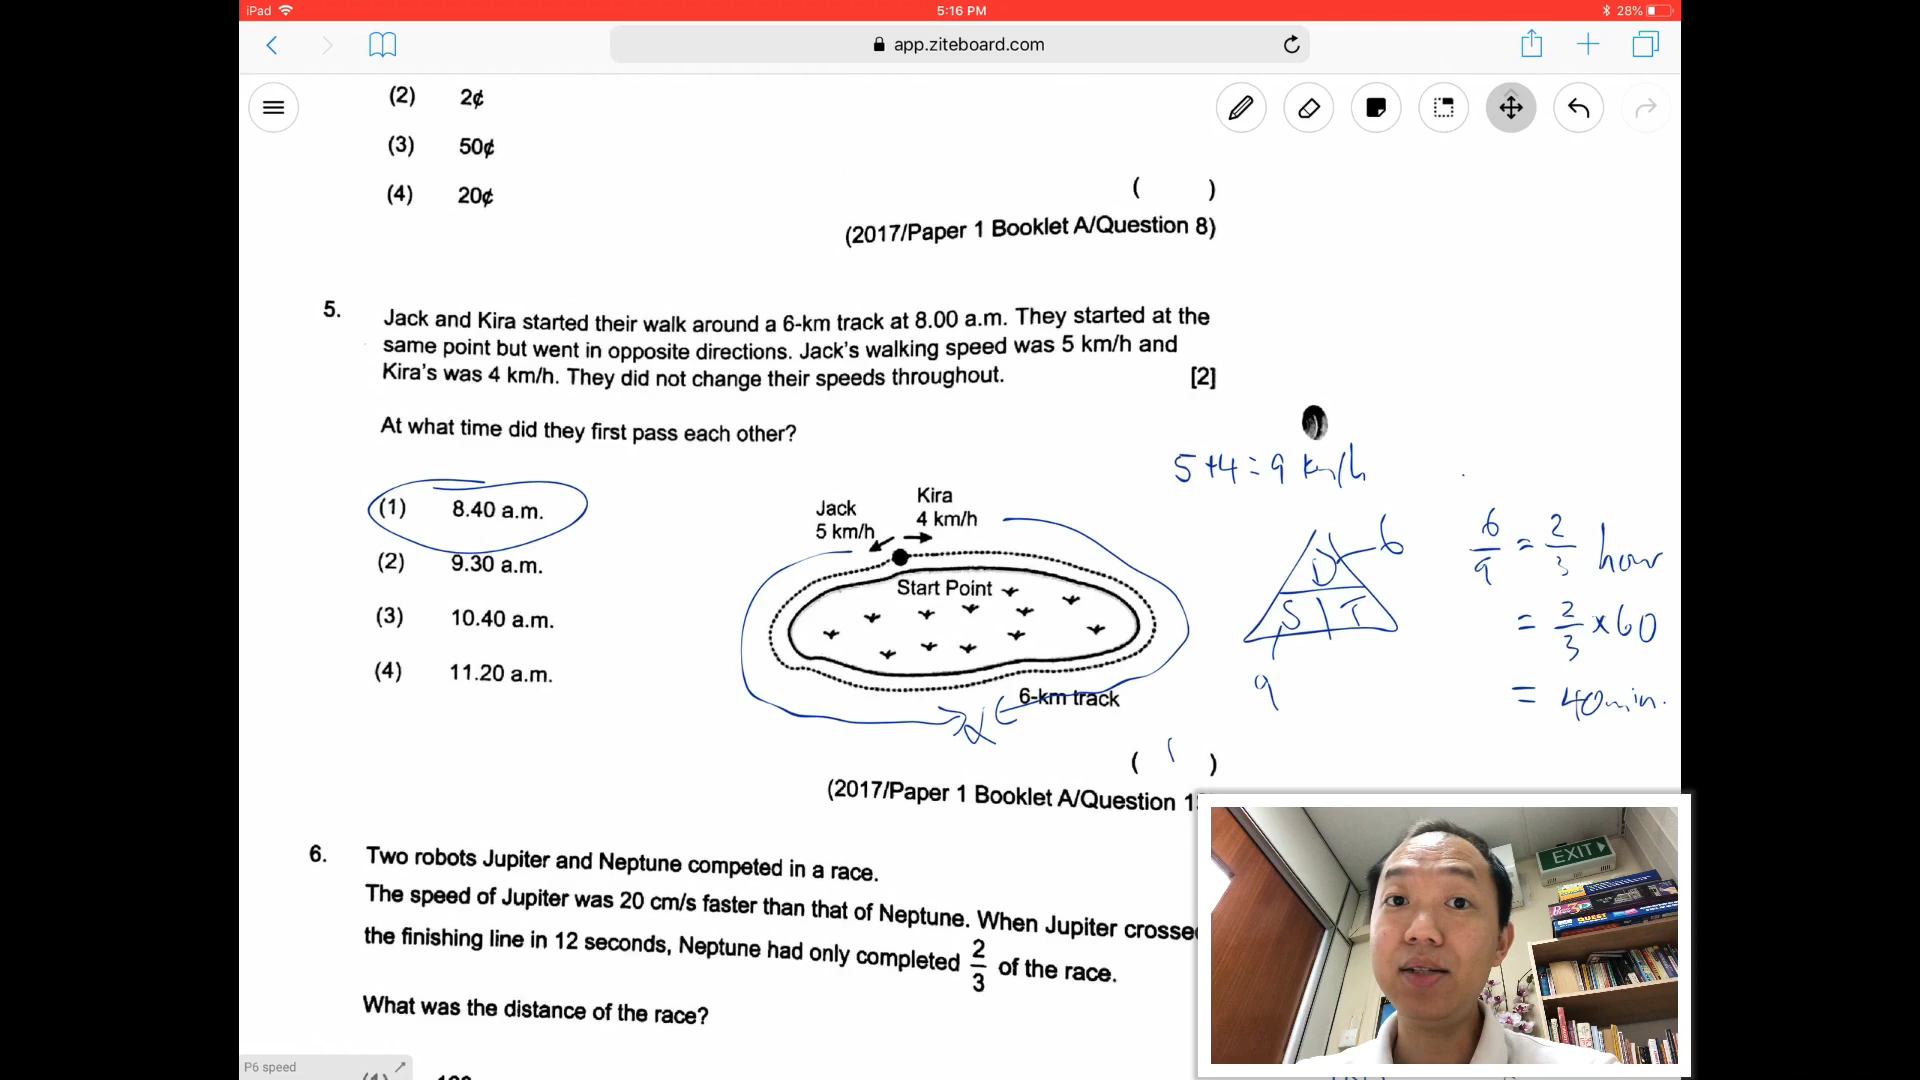 iPad 5:16 PM 28%
app.ziteboard.com
(2) 2¢
(3) 50¢
(4) 20¢
( )
(2017/Paper 1 Booklet A/Question 8)
5. Jack and Kira started their walk around a 6-km track at 8.00 a.m. They started at the
same point but went in opposite directions. Jack's walking speed was 5 km/h and
Kira's was 4 km/h. They did not change their speeds throughout. [2]
At what time did they first pass each other?
(1) 8.40 a.m.
(2) 9.30 a.m.
(3) 10.40 a.m.
(4) 11.20 a.m.
Jack
5 km/h
Kira
4 km/h
Start Point
6-km track
5+4=9 km/h
D 6
S T
9
6/9 = 2/3 hour
= 2/3 x 60
= 40min.
( 1 )
(2017/Paper 1 Booklet A/Question 1
6. Two robots Jupiter and Neptune competed in a race.
The speed of Jupiter was 20 cm/s faster than that of Neptune. When Jupiter crosse
the finishing line in 12 seconds, Neptune had only completed 2/3 of the race.
What was the distance of the race?
P6 speed
EXIT
QUEST